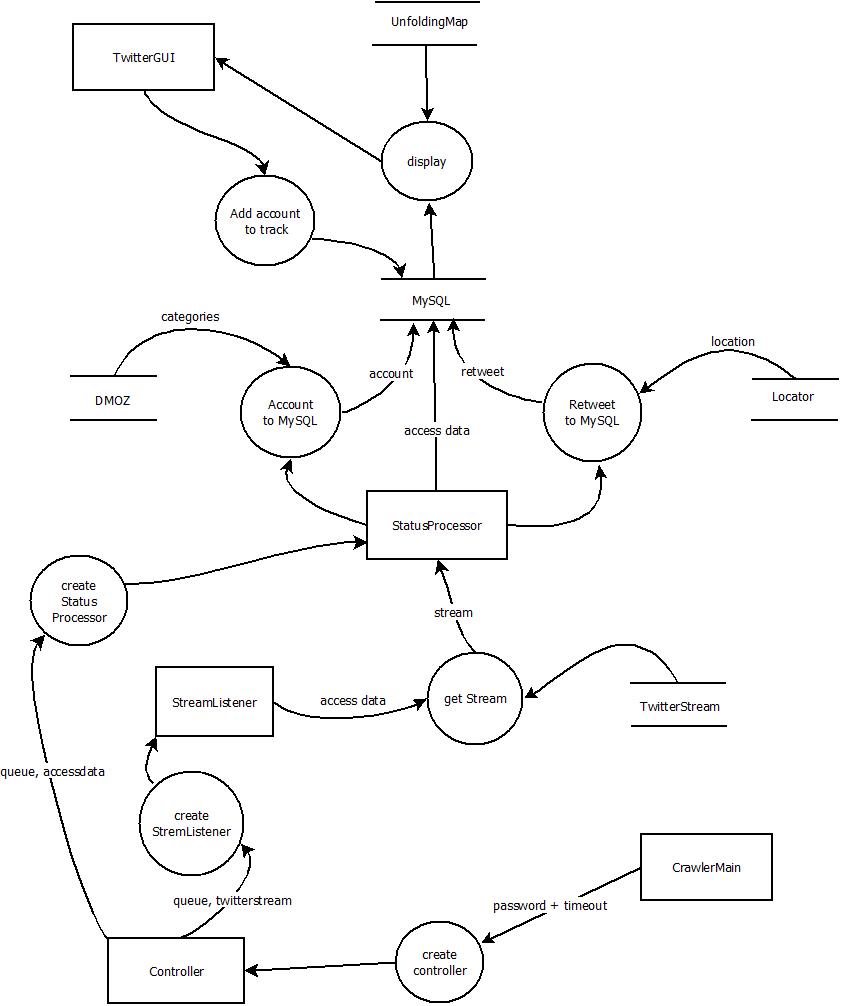 UnfoldingMap
TwitterGUI
display
Add account
to track
MySQL
categories
location
account
retweet
DMOZ
Locator
Account
to MySQL
Retweet
to MySQL
access data
StatusProcessor
create
Status
Processor
stream
StreamListener
access data
get Stream
TwitterStream
queue, accessdata
create
StremListener
CrawlerMain
queue, twitterstream
password + timeout
create
controller
Controller